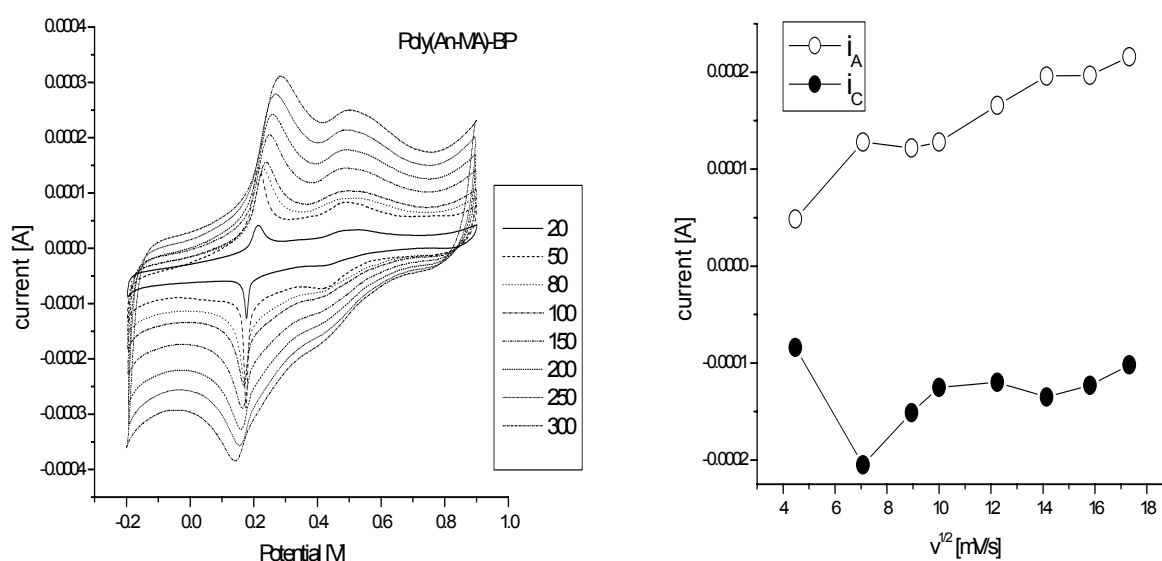 0.0004
0.0003
0.0002
0.0001
0.0000
-0.0001
-0.0002
-0.0003
-0.0004
current [A]
Poly(An-MA)-BP
20
50
80
100
150
200
250
300
-0.2 0.0 0.2 0.4 0.6 0.8 1.0
Potential [V]
i_A
i_C
0.0002
0.0001
0.0000
-0.0001
-0.0002
current [A]
4 6 8 10 12 14 16 18
v^1/2 [mV/s]